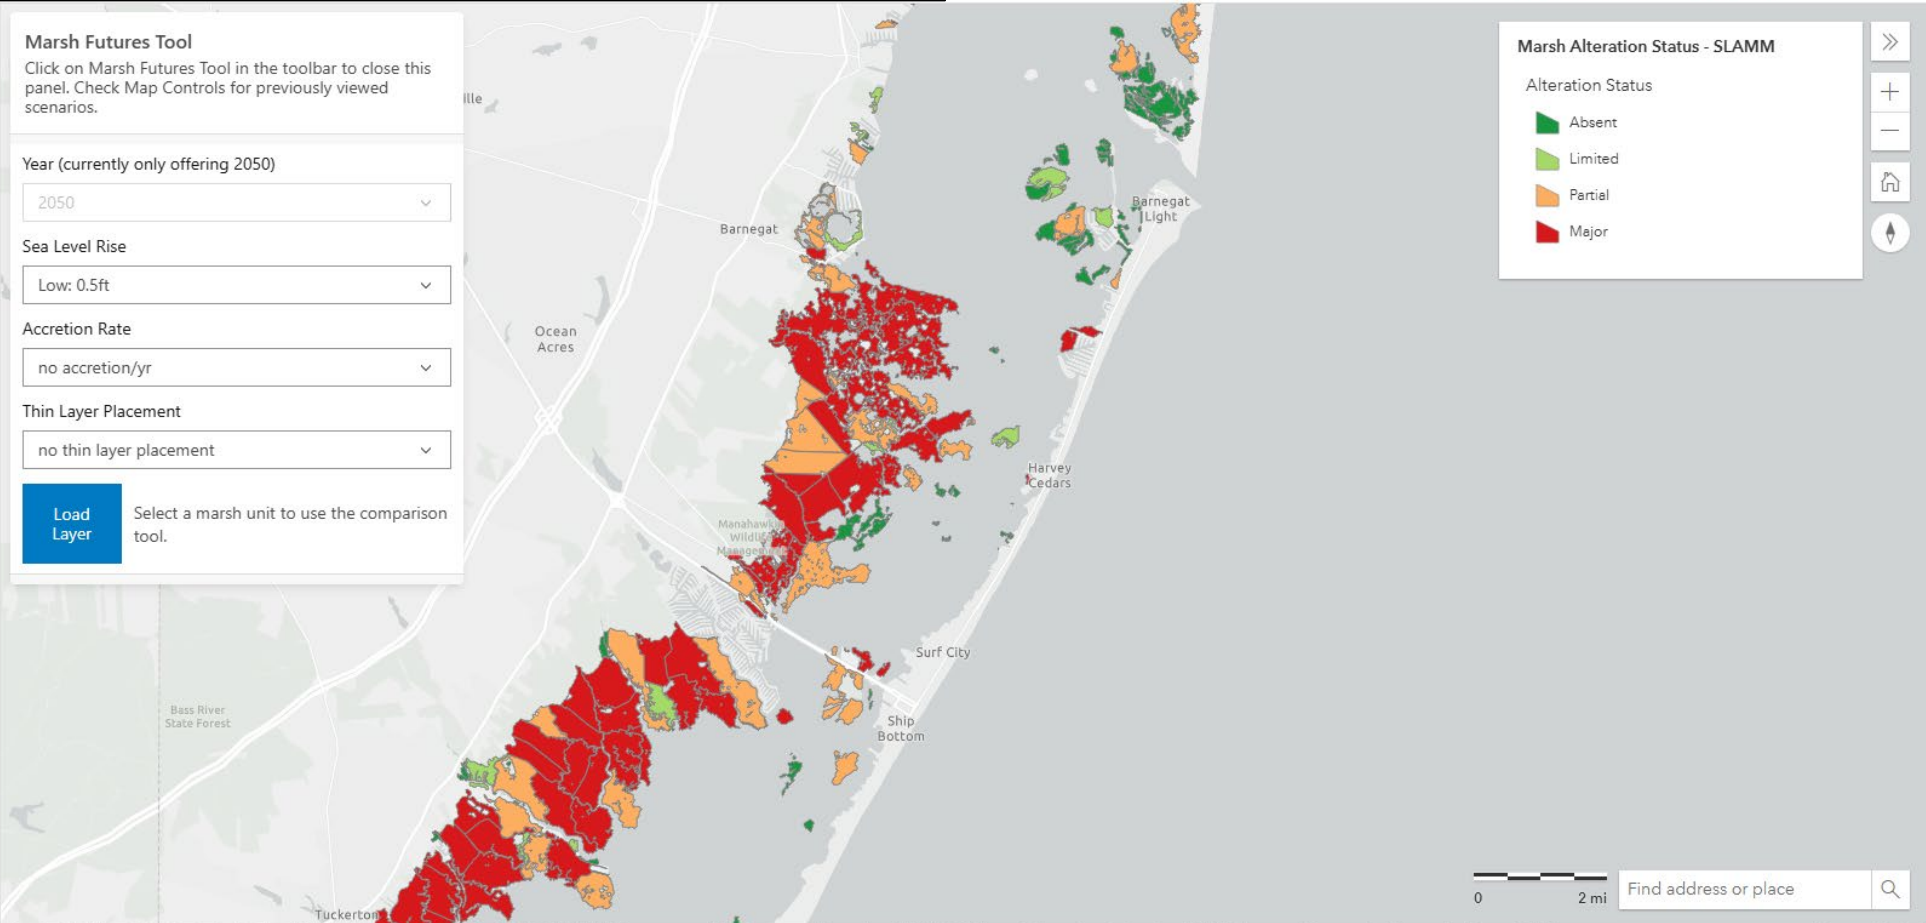 Marsh Futures Tool
Click on Marsh Futures Tool in the toolbar to close this
panel. Check Map Controls for previously viewed
scenarios.
Year (currently only offering 2050)
2050
Sea Level Rise
Low: 0.5ft
Accretion Rate
no accretion/yr
Thin Layer Placement
no thin layer placement
Load
Layer
Select a marsh unit to use the comparison
tool.
ille
Barnegat
Barnegat
Light
Ocean
Acres
Harvey
Cedars
Manahawki
Wildlif
Managem
Surf City
Ship
Bottom
Bass River
State Forest
Tuckerton
Marsh Alteration Status - SLAMM
Alteration Status
Absent
Limited
Partial
Major
0
2 mi
Find address or place